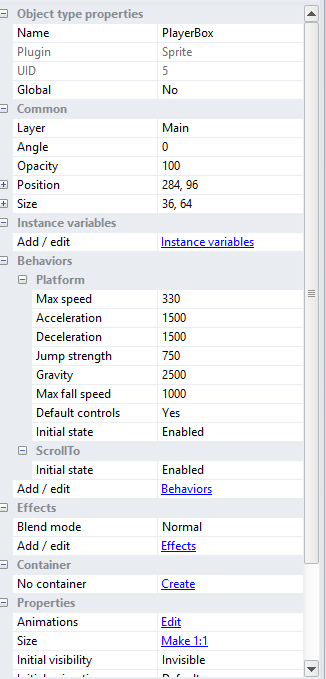 Object type properties
Name PlayerBox
Plugin Sprite
UID 5
Global No
Common
Layer Main
Angle 0
Opacity 100
Position 284, 96
Size 36, 64
Instance variables
Add / edit Instance variables
Behaviors
Platform
Max speed 330
Acceleration 1500
Deceleration 1500
Jump strength 750
Gravity 2500
Max fall speed 1000
Default controls Yes
Initial state Enabled
ScrollTo
Initial state Enabled
Add / edit Behaviors
Effects
Blend mode Normal
Add / edit Effects
Container
No container Create
Properties
Animations Edit
Size Make 1:1
Initial visibility Invisible